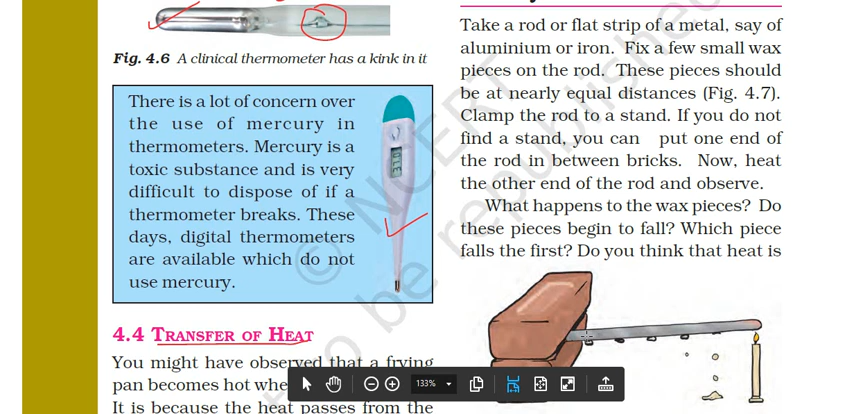 Fig. 4.6 A clinical thermometer has a kink in it
There is a lot of concern over
the use of mercury in
thermometers. Mercury is a
toxic substance and is very
difficult to dispose of if a
thermometer breaks. These
days, digital thermometers
are available which do not
use mercury.
4.4 TRANSFER OF HEAT
You might have observed that a frying
pan becomes hot whe
It is because the heat passes from the
Take a rod or flat strip of a metal, say of
aluminium or iron. Fix a few small wax
pieces on the rod. These pieces should
be at nearly equal distances (Fig. 4.7).
Clamp the rod to a stand. If you do not
find a stand, you can put one end of
the rod in between bricks. Now, heat
the other end of the rod and observe.
What happens to the wax pieces? Do
these pieces begin to fall? Which piece
falls the first? Do you think that heat is
© NCERT
be republished
133%